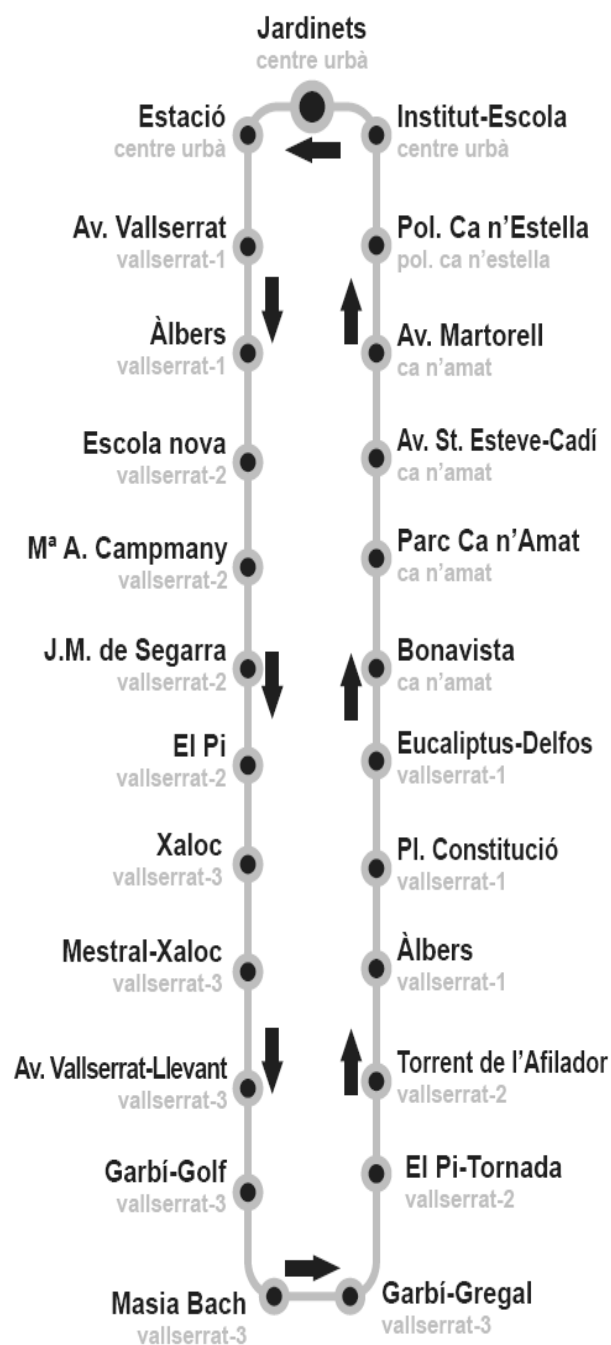 Jardinets
centre urbà
Estació
centre urbà
Av. Vallserrat
vallserrat-1
Àlbers
vallserrat-1
Escola nova
vallserrat-2
Mª A. Campmany
vallserrat-2
J.M. de Segarra
vallserrat-2
El Pi
vallserrat-2
Xaloc
vallserrat-3
Mestral-Xaloc
vallserrat-3
Av. Vallserrat-Llevant
vallserrat-3
Garbí-Golf
vallserrat-3
Masia Bach
vallserrat-3
Garbí-Gregal
vallserrat-3
El Pi-Tornada
vallserrat-2
Torrent de l'Afilador
vallserrat-2
Àlbers
vallserrat-1
Pl. Constitució
vallserrat-1
Eucaliptus-Delfos
vallserrat-1
Bonavista
ca n'amat
Parc Ca n'Amat
ca n'amat
Av. St. Esteve-Cadí
ca n'amat
Av. Martorell
ca n'amat
Pol. Ca n'Estella
pol. ca n'estella
Institut-Escola
centre urbà